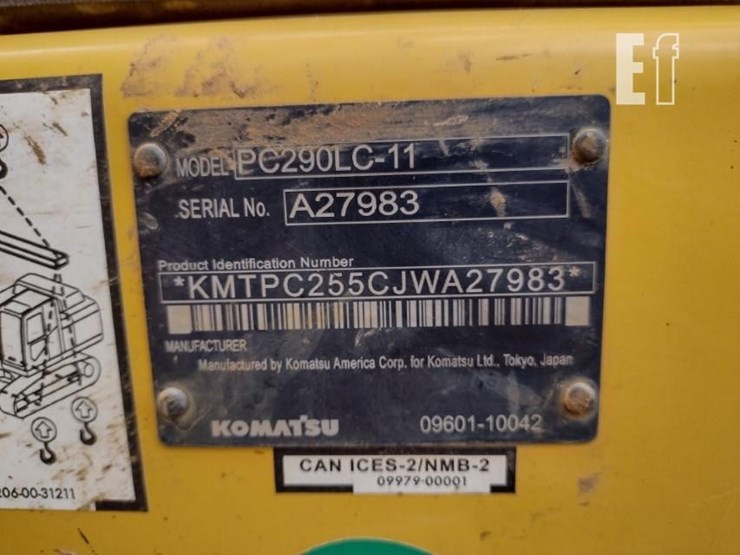 Ef
MODEL PC290LC-11
SERIAL No. A27983
Product Identification Number
*KMTPC255CJWA27983*
MANUFACTURER
Manufactured by Komatsu America Corp. for Komatsu Ltd., Tokyo, Japan
KOMATSU 09601-10042
CAN ICES-2/NMB-2
09979-00001
206-00-31211